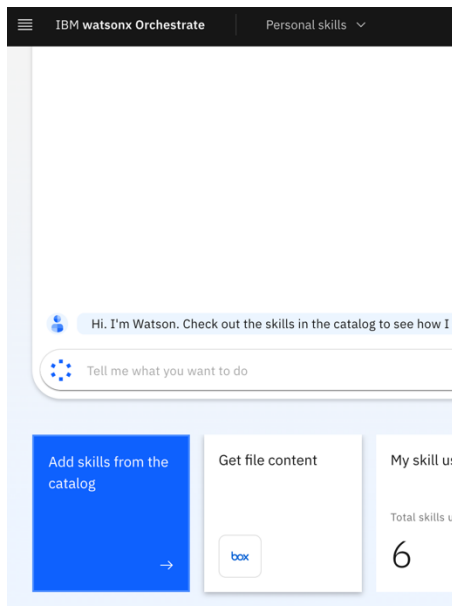 IBM watsonx Orchestrate
Personal skills
Hi. I'm Watson. Check out the skills in the catalog to see how I
Tell me what you want to do
Add skills from the
catalog
Get file content
box
My skill us
Total skills u
6